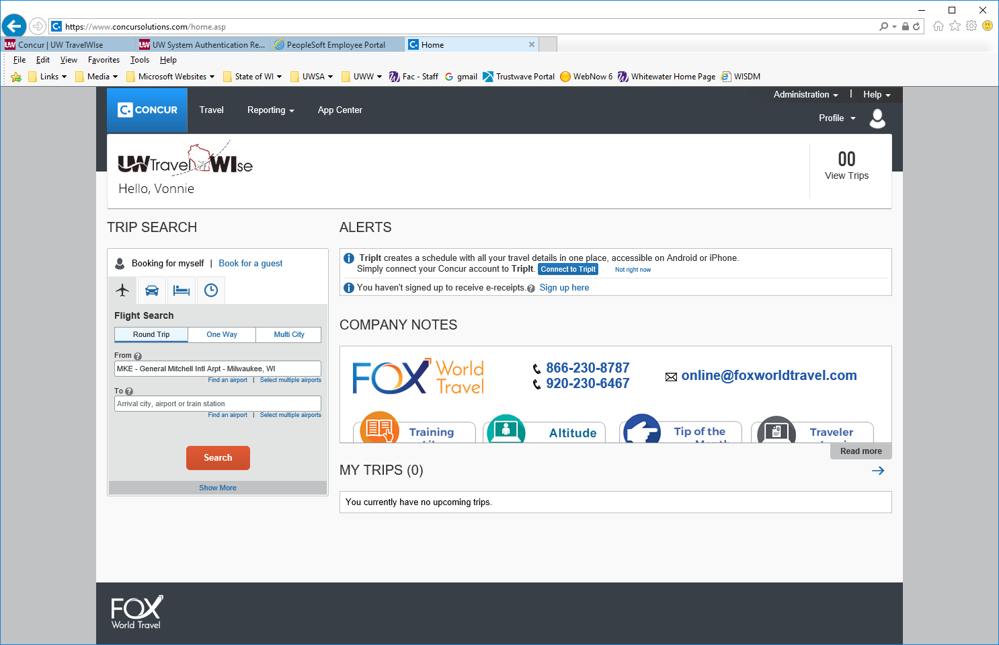 https://www.concursolutions.com/home.asp
Concur | UW TravelWIse
UW System Authentication Re...
PeopleSoft Employee Portal
Home
File Edit View Favorites Tools Help
Links Media Microsoft Websites State of WI UWSA UWW Fac - Staff gmail Trustwave Portal WebNow 6 Whitewater Home Page WISDM
Administration | Help
C. CONCUR Travel Reporting App Center
Profile
UW TravelWIse
Hello, Vonnie
00
View Trips
TRIP SEARCH
Booking for myself | Book for a guest
Flight Search
Round Trip One Way Multi City
From ?
MKE - General Mitchell Intl Arpt - Milwaukee, WI
Find an airport | Select multiple airports
To ?
Arrival city, airport or train station
Find an airport | Select multiple airports
Search
Show More
ALERTS
TripIt creates a schedule with all your travel details in one place, accessible on Android or iPhone.
Simply connect your Concur account to TripIt. Connect to TripIt Not right now
You haven't signed up to receive e-receipts. ? Sign up here
COMPANY NOTES
FOX World Travel
866-230-8787
920-230-6467
online@foxworldtravel.com
Training
Altitude
Tip of the
Month
Traveler
Read more
MY TRIPS (0)
You currently have no upcoming trips.
FOX
World Travel